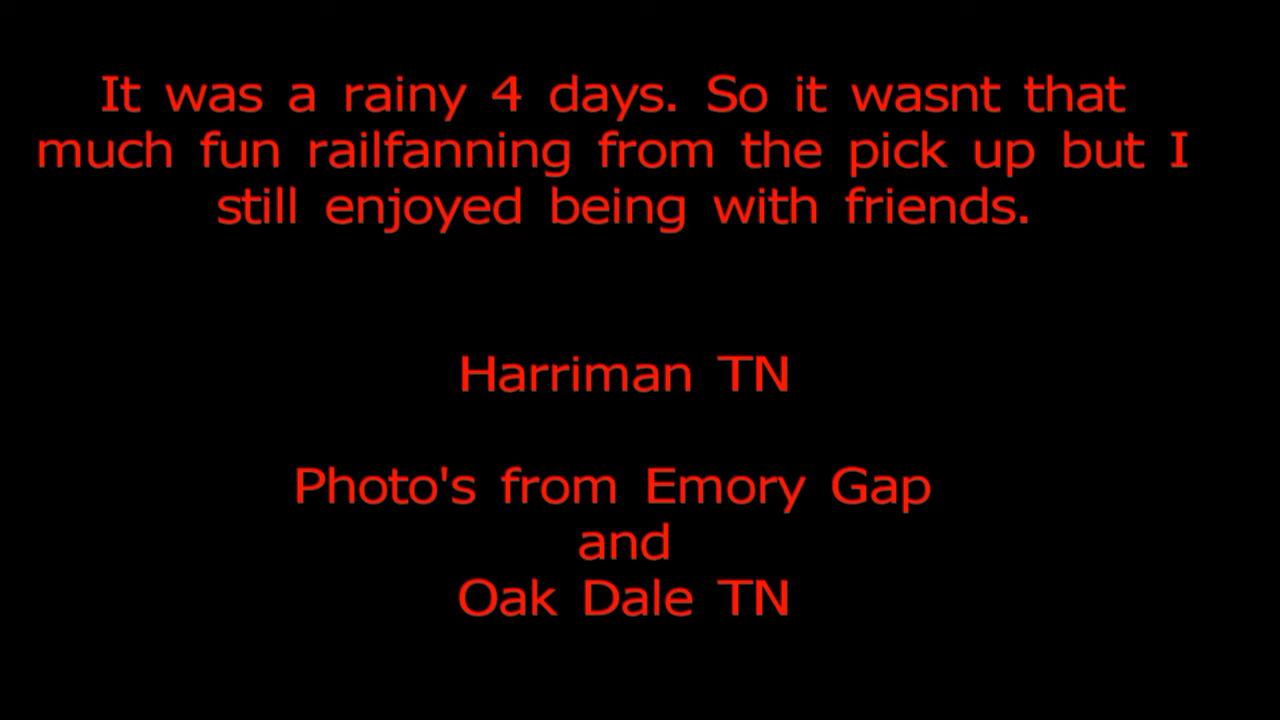 It was a rainy 4 days. So it wasnt that
much fun railfanning from the pick up but I
still enjoyed being with friends.
Harriman TN
Photo's from Emory Gap
and
Oak Dale TN